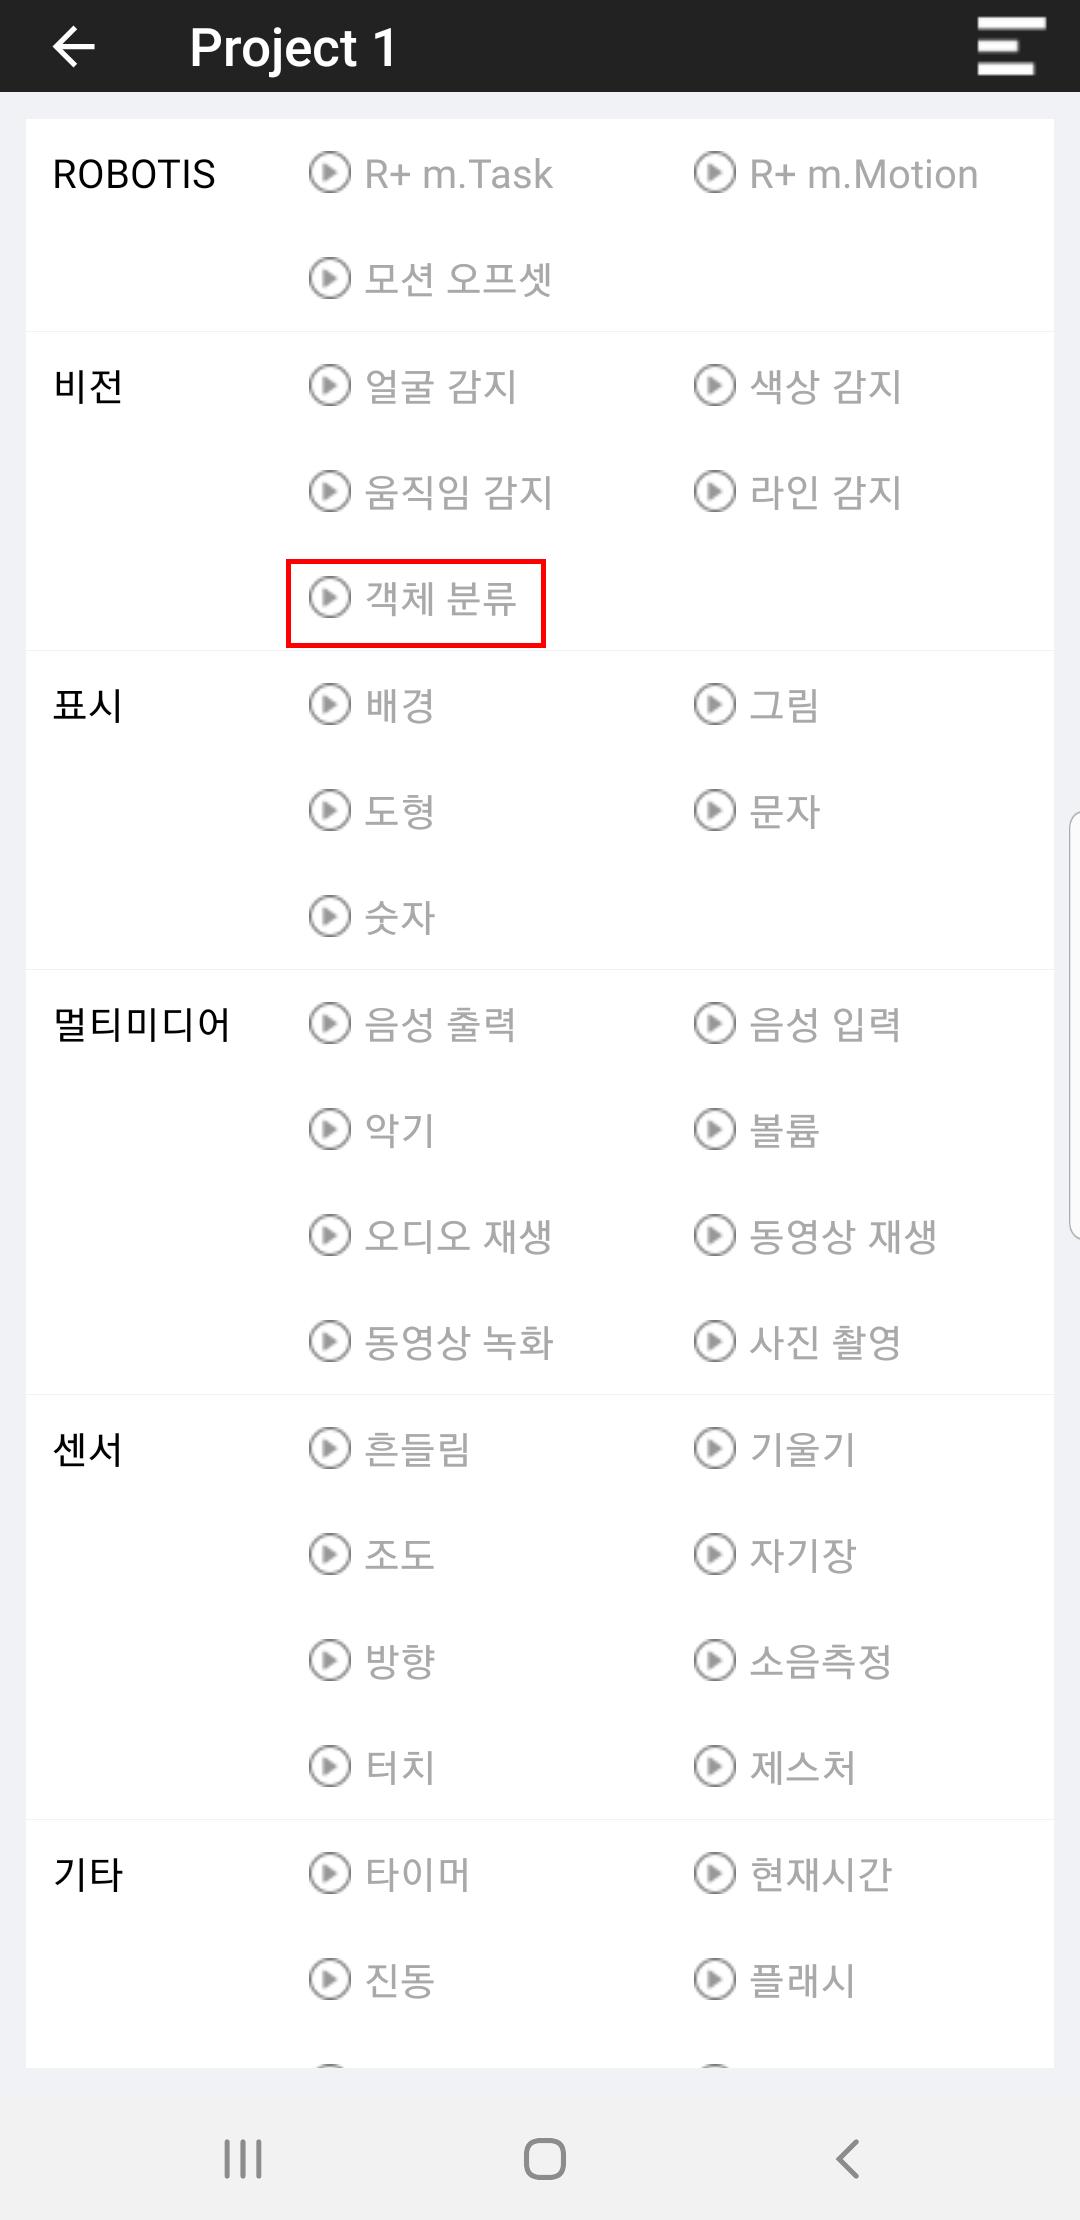 Project 1
ROBOTIS R+ m.Task R+ m.Motion
모션 오프셋
비전 얼굴 감지 색상 감지
움직임 감지 라인 감지
객체 분류
표시 배경 그림
도형 문자
숫자
멀티미디어 음성 출력 음성 입력
악기 볼륨
오디오 재생 동영상 재생
동영상 녹화 사진 촬영
센서 흔들림 기울기
조도 자기장
방향 소음측정
터치 제스처
기타 타이머 현재시간
진동 플래시